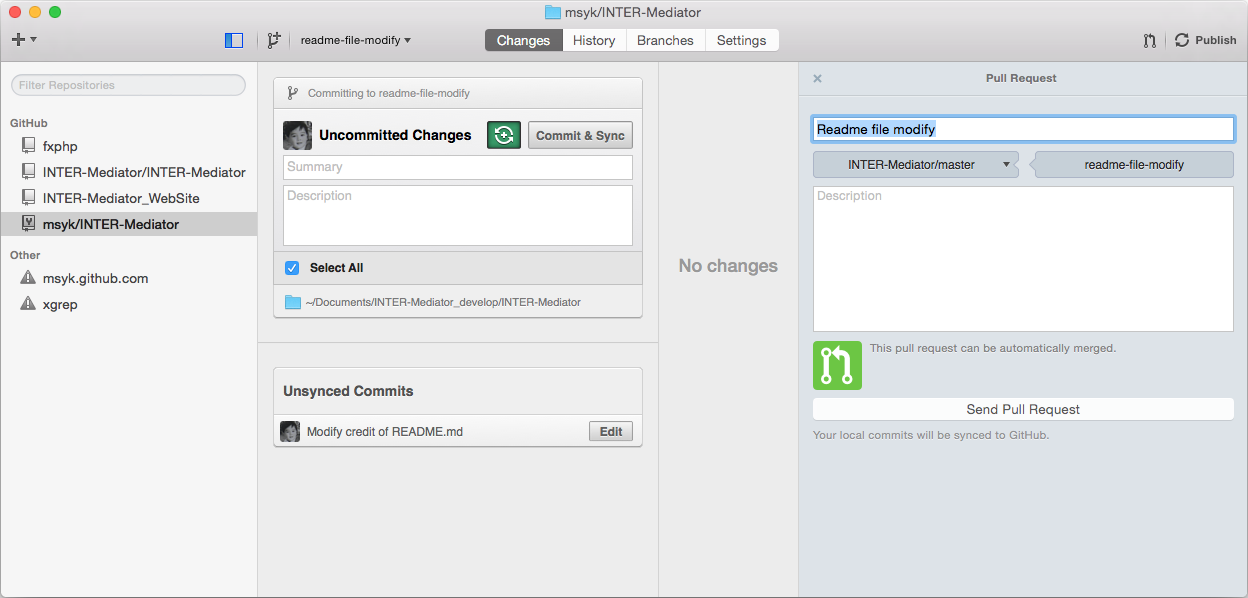 msyk/INTER-Mediator
readme-file-modify
Changes
History
Branches
Settings
Publish
Filter Repositories
GitHub
fxphp
INTER-Mediator/INTER-Mediator
INTER-Mediator_WebSite
msyk/INTER-Mediator
Other
msyk.github.com
xgrep
Committing to readme-file-modify
Uncommitted Changes
Commit & Sync
Summary
Description
Select All
~/Documents/INTER-Mediator_develop/INTER-Mediator
Unsynced Commits
Modify credit of README.md
Edit
No changes
Pull Request
Readme file modify
INTER-Mediator/master
readme-file-modify
Description
This pull request can be automatically merged.
Send Pull Request
Your local commits will be synced to GitHub.